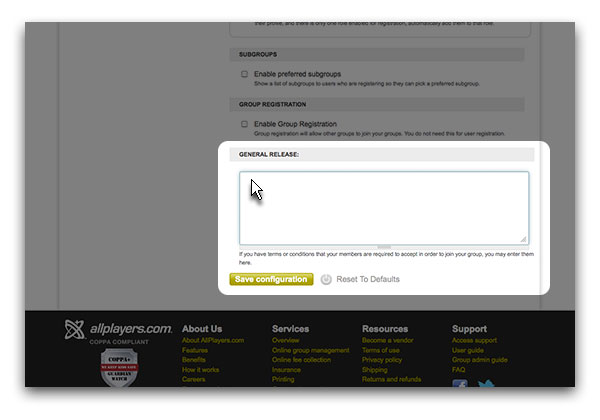 their profile, and there is only one role enabled for registration, automatically add them to that role.
SUBGROUPS
Enable preferred subgroups
Show a list of subgroups to users who are registering so they can pick a preferred subgroup.
GROUP REGISTRATION
Enable Group Registration
Group registration will allow other groups to join your groups. You do not need this for user registration.
GENERAL RELEASE:
If you have terms or conditions that your members are required to accept in order to join your group, you may enter them
here.
Save configuration
Reset To Defaults
allplayers.com
COPPA COMPLIANT
COPPA+
WE KEEP KIDS SAFE
GUARDIAN
WATCH
About Us
About AllPlayers.com
Features
Benefits
How it works
Careers
Services
Overview
Online group management
Online fee collection
Insurance
Printing
Resources
Become a vendor
Terms of use
Privacy policy
Shipping
Returns and refunds
Support
Access support
User guide
Group admin guide
FAQ